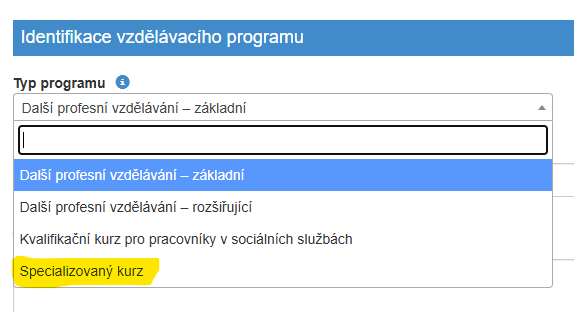 Identifikace vzdělávacího programu
Typ programu
Další profesní vzdělávání – základní
Další profesní vzdělávání – základní
Další profesní vzdělávání – rozšiřující
Kvalifikační kurz pro pracovníky v sociálních službách
Specializovaný kurz